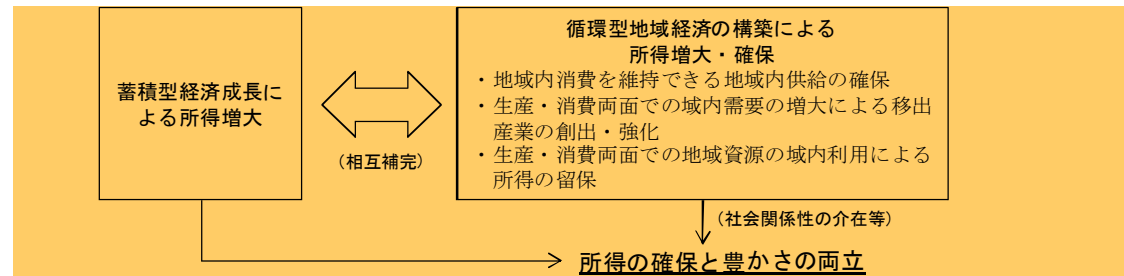 循環型地域経済の構築による
所得増大・確保
・地域内消費を維持できる地域内供給の確保
・生産・消費両面での域内需要の増大による移出
産業の創出・強化
・生産・消費両面での地域資源の域内利用による
所得の留保
蓄積型経済成長に
よる所得増大
(相互補完)
(社会関係性の介在等)
所得の確保と豊かさの両立